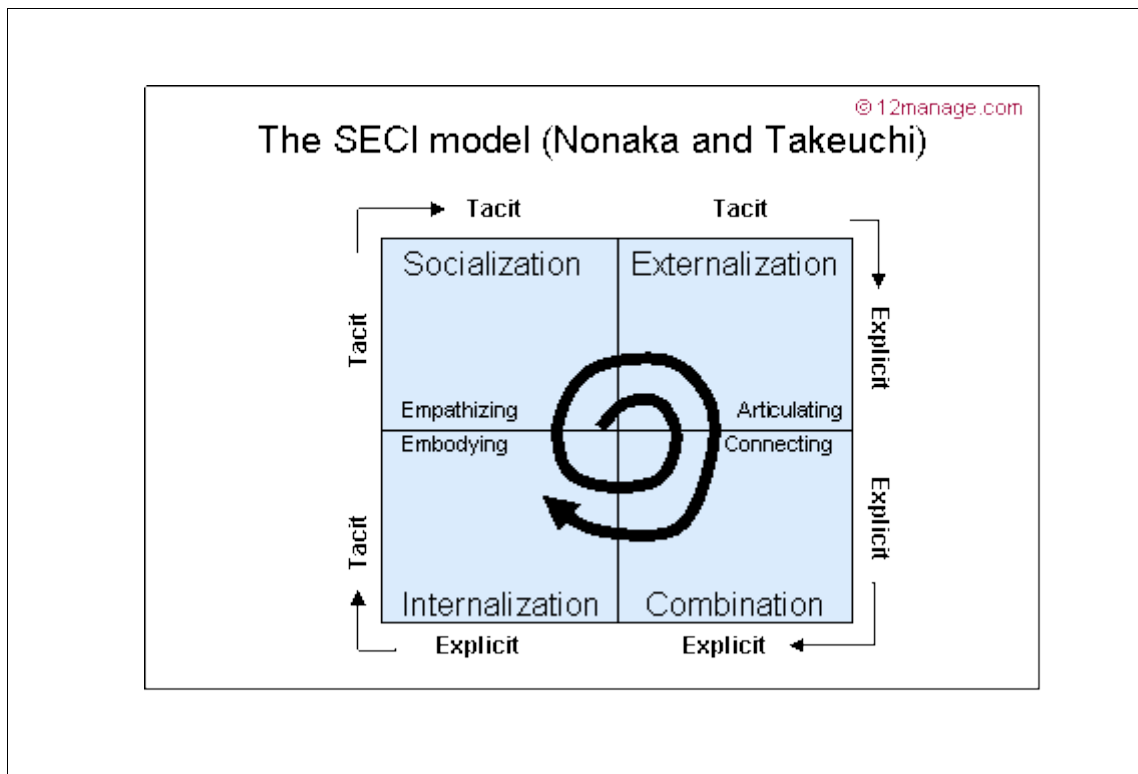 © 12manage.com
The SECI model (Nonaka and Takeuchi)
Tacit Tacit
Socialization Externalization
Tacit Explicit
Empathizing Articulating
Embodying Connecting
Tacit Explicit
Internalization Combination
Explicit Explicit